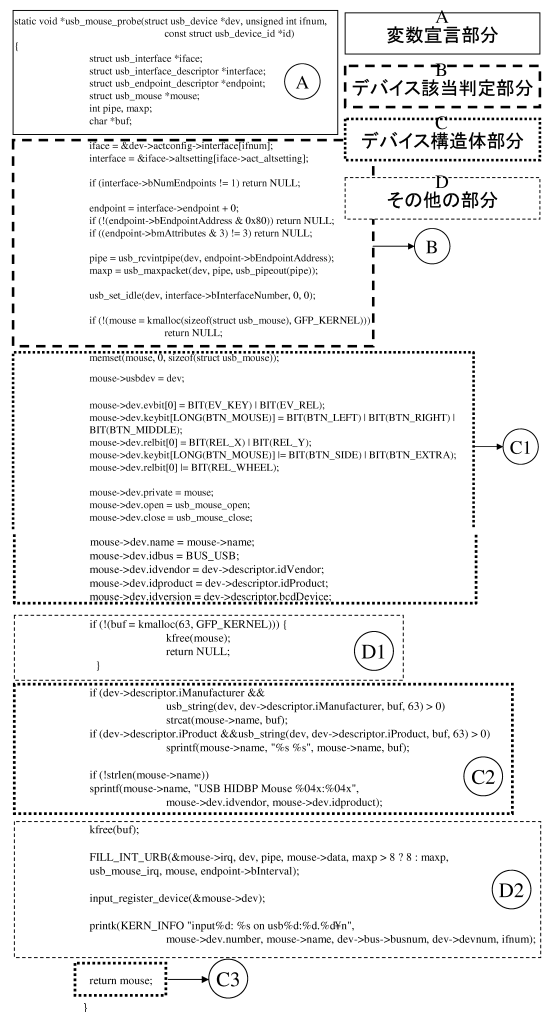 static void *usb_mouse_probe(struct usb_device *dev, unsigned int ifnum,
const struct usb_device_id *id)
{
struct usb_interface *iface;
struct usb_interface_descriptor *interface;
struct usb_endpoint_descriptor *endpoint;
struct usb_mouse *mouse;
int pipe, maxp;
char *buf;
A
A
変数宣言部分
B
デバイス該当判定部分
C
デバイス構造体部分
D
その他の部分
iface = &dev->actconfig->interface[ifnum];
interface = &iface->altsetting[iface->act_altsetting];
if (interface->bNumEndpoints != 1) return NULL;
endpoint = interface->endpoint + 0;
if (!(endpoint->bEndpointAddress & 0x80)) return NULL;
if ((endpoint->bmAttributes & 3) != 3) return NULL;
pipe = usb_rcvintpipe(dev, endpoint->bEndpointAddress);
maxp = usb_maxpacket(dev, pipe, usb_pipeout(pipe));
usb_set_idle(dev, interface->bInterfaceNumber, 0, 0);
if (!(mouse = kmalloc(sizeof(struct usb_mouse), GFP_KERNEL)))
return NULL;
B
memset(mouse, 0, sizeof(struct usb_mouse));
mouse->usbdev = dev;
mouse->dev.evbit[0] = BIT(EV_KEY) | BIT(EV_REL);
mouse->dev.keybit[LONG(BTN_MOUSE)] = BIT(BTN_LEFT) | BIT(BTN_RIGHT) |
BIT(BTN_MIDDLE);
mouse->dev.relbit[0] = BIT(REL_X) | BIT(REL_Y);
mouse->dev.keybit[LONG(BTN_MOUSE)] |= BIT(BTN_SIDE) | BIT(BTN_EXTRA);
mouse->dev.relbit[0] |= BIT(REL_WHEEL);
mouse->dev.private = mouse;
mouse->dev.open = usb_mouse_open;
mouse->dev.close = usb_mouse_close;
mouse->dev.name = mouse->name;
mouse->dev.idbus = BUS_USB;
mouse->dev.idvendor = dev->descriptor.idVendor;
mouse->dev.idproduct = dev->descriptor.idProduct;
mouse->dev.idversion = dev->descriptor.bcdDevice;
C1
if (!(buf = kmalloc(63, GFP_KERNEL))) {
kfree(mouse);
return NULL;
}
D1
if (dev->descriptor.iManufacturer &&
usb_string(dev, dev->descriptor.iManufacturer, buf, 63) > 0)
strcat(mouse->name, buf);
if (dev->descriptor.iProduct &&usb_string(dev, dev->descriptor.iProduct, buf, 63) > 0)
sprintf(mouse->name, "%s %s", mouse->name, buf);
if (!strlen(mouse->name))
sprintf(mouse->name, "USB HIDBP Mouse %04x:%04x",
mouse->dev.idvendor, mouse->dev.idproduct);
C2
kfree(buf);
FILL_INT_URB(&mouse->irq, dev, pipe, mouse->data, maxp > 8 ? 8 : maxp,
usb_mouse_irq, mouse, endpoint->bInterval);
input_register_device(&mouse->dev);
printk(KERN_INFO "input%d: %s on usb%d:%d.%d¥n",
mouse->dev.number, mouse->name, dev->bus->busnum, dev->devnum, ifnum);
D2
return mouse;
C3
}